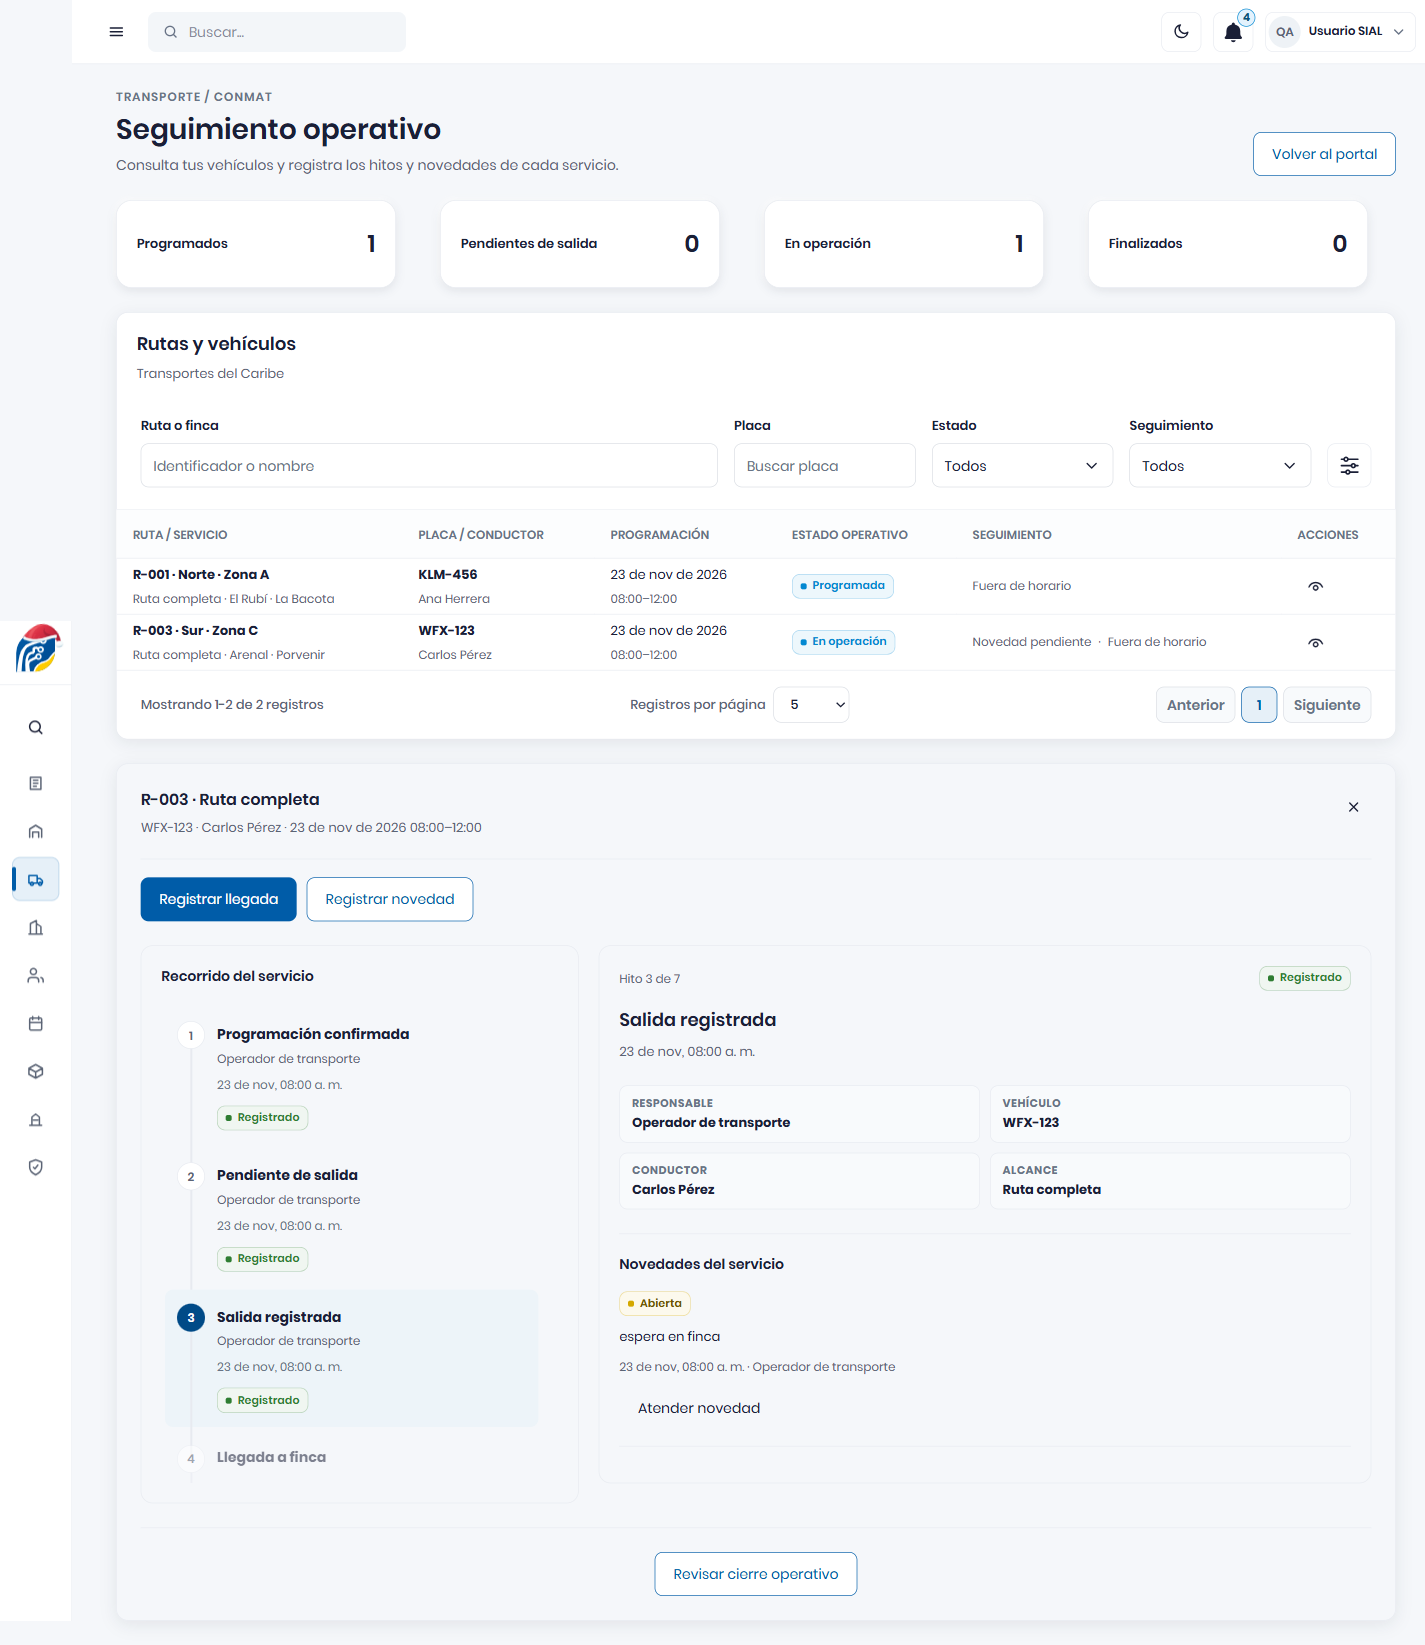 Buscar...
4
QA
Usuario SIAL
TRANSPORTE / CONMAT
Seguimiento operativo
Consulta tus vehículos y registra los hitos y novedades de cada servicio.
Volver al portal
Programados 1
Pendientes de salida 0
En operación 1
Finalizados 0
Rutas y vehículos
Transportes del Caribe
Ruta o finca Placa Estado Seguimiento
Identificador o nombre Buscar placa Todos Todos
RUTA / SERVICIO PLACA / CONDUCTOR PROGRAMACIÓN ESTADO OPERATIVO SEGUIMIENTO ACCIONES
R-001 · Norte · Zona A KLM-456 23 de nov de 2026 Programada Fuera de horario
Ruta completa · El Rubí · La Bacota Ana Herrera 08:00–12:00
R-003 · Sur · Zona C WFX-123 23 de nov de 2026 En operación Novedad pendiente · Fuera de horario
Ruta completa · Arenal · Porvenir Carlos Pérez 08:00–12:00
Mostrando 1-2 de 2 registros Registros por página 5 Anterior 1 Siguiente
R-003 · Ruta completa
WFX-123 · Carlos Pérez · 23 de nov de 2026 08:00–12:00
Registrar llegada Registrar novedad
Recorrido del servicio
1 Programación confirmada
Operador de transporte
23 de nov, 08:00 a. m.
Registrado
2 Pendiente de salida
Operador de transporte
23 de nov, 08:00 a. m.
Registrado
3 Salida registrada
Operador de transporte
23 de nov, 08:00 a. m.
Registrado
4 Llegada a finca
Hito 3 de 7 Registrado
Salida registrada
23 de nov, 08:00 a. m.
RESPONSABLE
Operador de transporte
VEHÍCULO
WFX-123
CONDUCTOR
Carlos Pérez
ALCANCE
Ruta completa
Novedades del servicio
Abierta
espera en finca
23 de nov, 08:00 a. m. · Operador de transporte
Atender novedad
Revisar cierre operativo